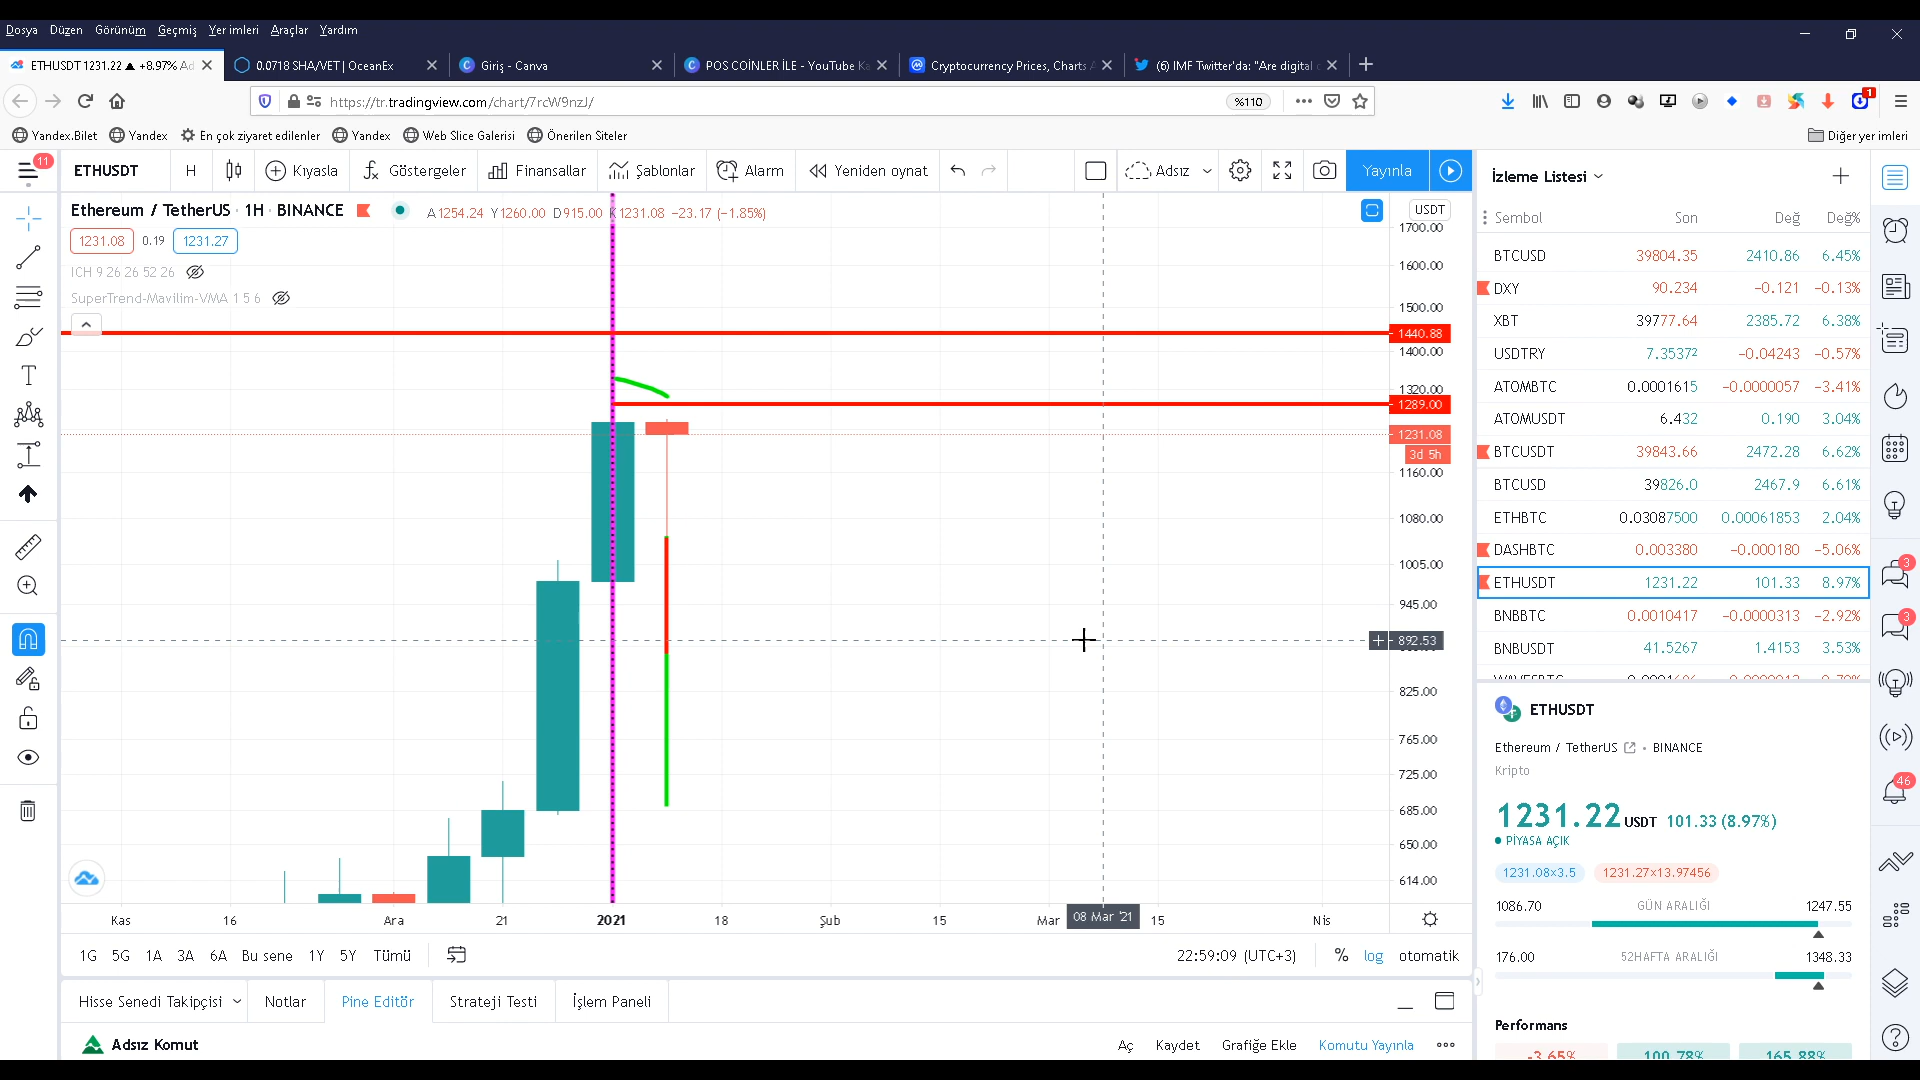 Dosya Düzen Görünüm Geçmiş Yer imleri Araçlar Yardım
ETHUSDT 1231.22 ▲ +8.97% Ad
0.0718 SHA/VET | OceanEx
Giriş - Canva
POS COİNLER İLE - YouTube Ka
Cryptocurrency Prices, Charts A
(6) IMF Twitter'da: "Are digital c
https://tr.tradingview.com/chart/7rcW9nzJ/
%110
1
Yandex.Bilet
Yandex
En çok ziyaret edilenler
Yandex
Web Slice Galerisi
Önerilen Siteler
Diğer yer imleri
11
ETHUSDT
H
Kıyasla
Göstergeler
Finansallar
Şablonlar
Alarm
Yeniden oynat
Adsız
Yayınla
Ethereum / TetherUS · 1H · BINANCE
A1254.24 Y1260.00 D915.00 K1231.08 −23.17 (−1.85%)
1231.08 0.19 1231.27
ICH 9 26 26 52 26
SuperTrend-Mavilim-VMA 1 5 6
USDT
1700.00
1600.00
1500.00
1440.88
1400.00
1320.00
1289.00
1231.08
3d 5h
1160.00
1080.00
1005.00
945.00
892.53
825.00
765.00
725.00
685.00
650.00
614.00
Kas 16 Ara 21 2021 18 Şub 15 Mar 08 Mar '21 15 Nis
1G 5G 1A 3A 6A Bu sene 1Y 5Y Tümü
22:59:09 (UTC+3) % log otomatik
Hisse Senedi Takipçisi
Notlar
Pine Editör
Strateji Testi
İşlem Paneli
Adsız Komut
Aç Kaydet Grafiğe Ekle Komutu Yayınla
İzleme Listesi
Sembol Son Değ Değ%
BTCUSD 39804.35 2410.86 6.45%
DXY 90.234 −0.121 −0.13%
XBT 39777.64 2385.72 6.38%
USDTRY 7.3537² −0.04243 −0.57%
ATOMBTC 0.0001615 −0.0000057 −3.41%
ATOMUSDT 6.432 0.190 3.04%
BTCUSDT 39843.66 2472.28 6.62%
BTCUSD 39826.0 2467.9 6.61%
ETHBTC 0.03087500 0.00061853 2.04%
DASHBTC 0.003380 −0.000180 −5.06%
ETHUSDT 1231.22 101.33 8.97%
BNBBTC 0.0010417 −0.0000313 −2.92%
BNBUSDT 41.5267 1.4153 3.53%
ETHUSDT
Ethereum / TetherUS · BINANCE
Kripto
1231.22 USDT 101.33 (8.97%)
PİYASA AÇIK
1231.08×3.5 1231.27×13.97456
1086.70 GÜN ARALIĞI 1247.55
176.00 52HAFTA ARALIĞI 1348.33
Performans
-3.65% 100.78% 165.88%
3
3
46